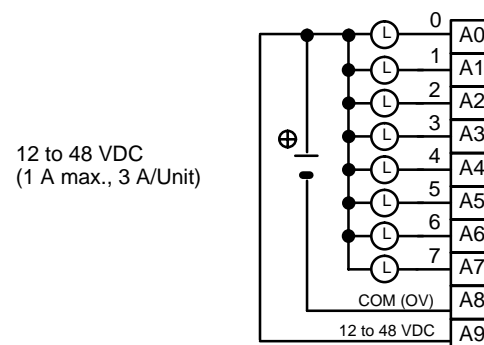 12 to 48 VDC
(1 A max., 3 A/Unit)
L 0 A0
L 1 A1
L 2 A2
L 3 A3
L 4 A4
L 5 A5
L 6 A6
L 7 A7
COM (OV) A8
12 to 48 VDC A9